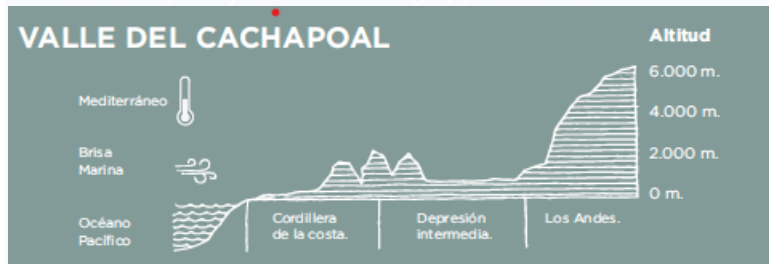 VALLE DEL CACHAPOAL
Altitud
6.000 m.
Mediterráneo
4.000 m.
Brisa
Marina
2.000 m.
0 m.
Océano
Pacífico
Cordillera
de la costa.
Depresión
intermedia.
Los Andes.